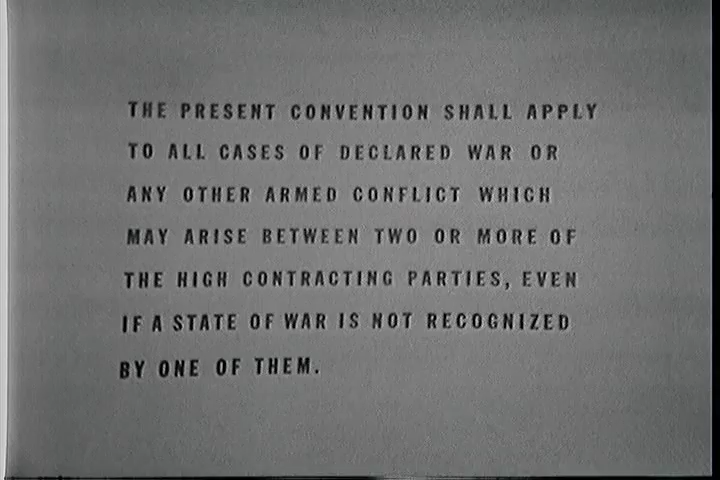 THE PRESENT CONVENTION SHALL APPLY
TO ALL CASES OF DECLARED WAR OR
ANY OTHER ARMED CONFLICT WHICH
MAY ARISE BETWEEN TWO OR MORE OF
THE HIGH CONTRACTING PARTIES, EVEN
IF A STATE OF WAR IS NOT RECOGNIZED
BY ONE OF THEM.